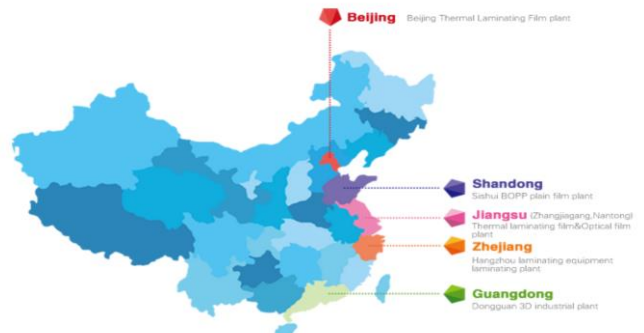 Beijing Beijing Thermal Laminating Film plant
Shandong
Sishui BOPP plain film plant
Jiangsu (Zhangjiagang,Nantong)
Thermal laminating film&Optical film
plant
Zhejiang
Hangzhou laminating equipment
laminating plant
Guangdong
Dongguan 3D industrial plant